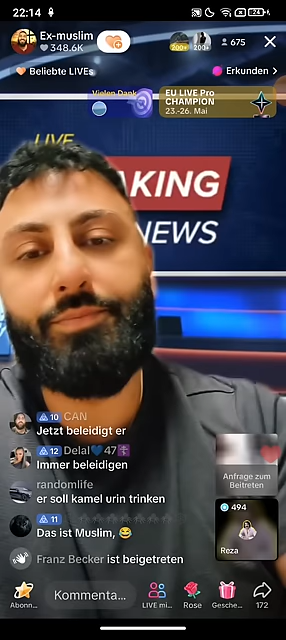 22:14
74
Ex-muslim
348.6K
200+
200+
675
Beliebte LIVEs
Erkunden
Vielen Dank
EU LIVE Pro
CHAMPION
23.-26. Mai
LIVE
AKING
NEWS
10 CAN
Jetzt beleidigt er
12 Delal💙47
Immer beleidigen
randomlife
er soll kamel urin trinken
11
Das ist Muslim, 😂
Franz Becker ist beigetreten
Anfrage zum
Beitreten
494
Reza
Abonn...
Kommenta...
LIVE mi...
Rose
Gesche...
172